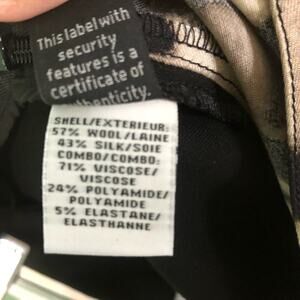 This label with
security
features is a
certificate of
authenticity.
SHELL/EXTERIEUR:
57% WOOL/LAINE
43% SILK/SOIE
COMBO/COMBO:
71% VISCOSE/
VISCOSE
24% POLYAMIDE/
POLYAMIDE
5% ELASTANE/
ELASTHANNE